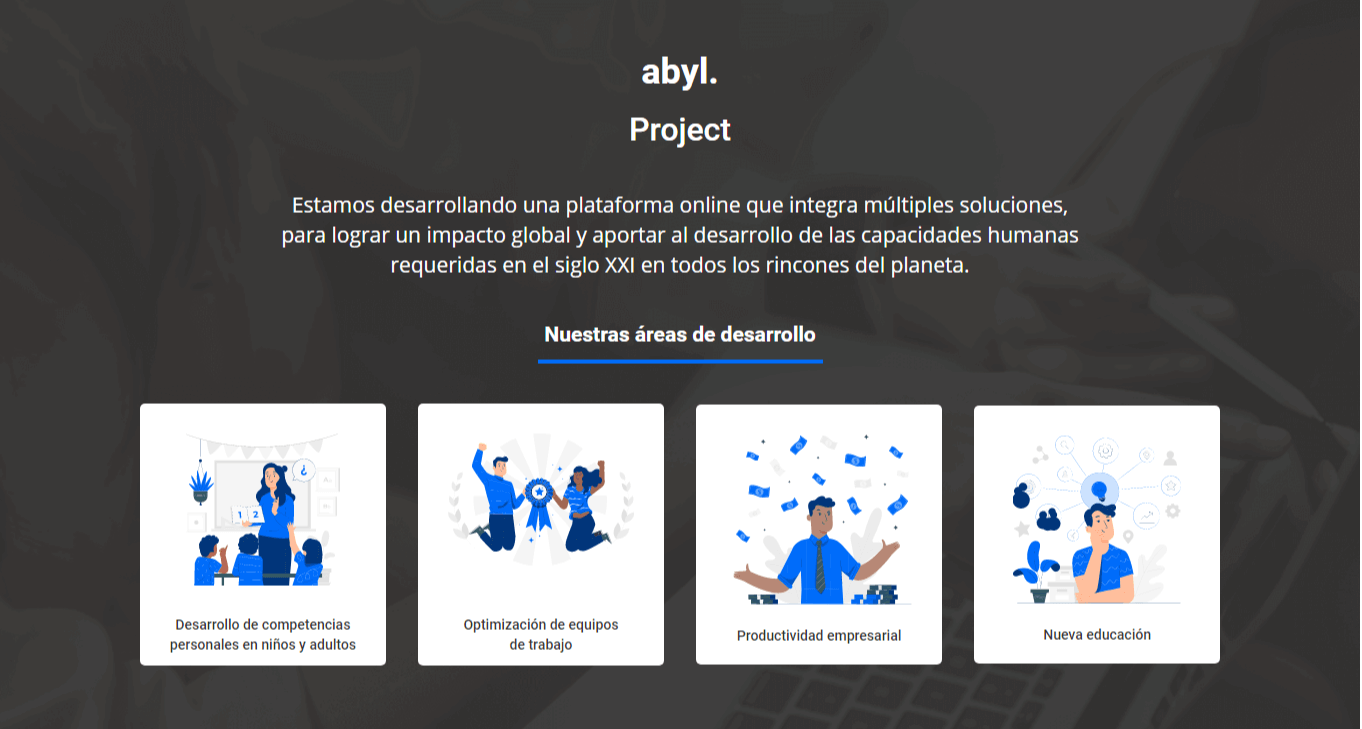 abyl.
Project
Estamos desarrollando una plataforma online que integra múltiples soluciones,
para lograr un impacto global y aportar al desarrollo de las capacidades humanas
requeridas en el siglo XXI en todos los rincones del planeta.
Nuestras áreas de desarrollo
1 2
Desarrollo de competencias
personales en niños y adultos
Optimización de equipos
de trabajo
Productividad empresarial
Nueva educación